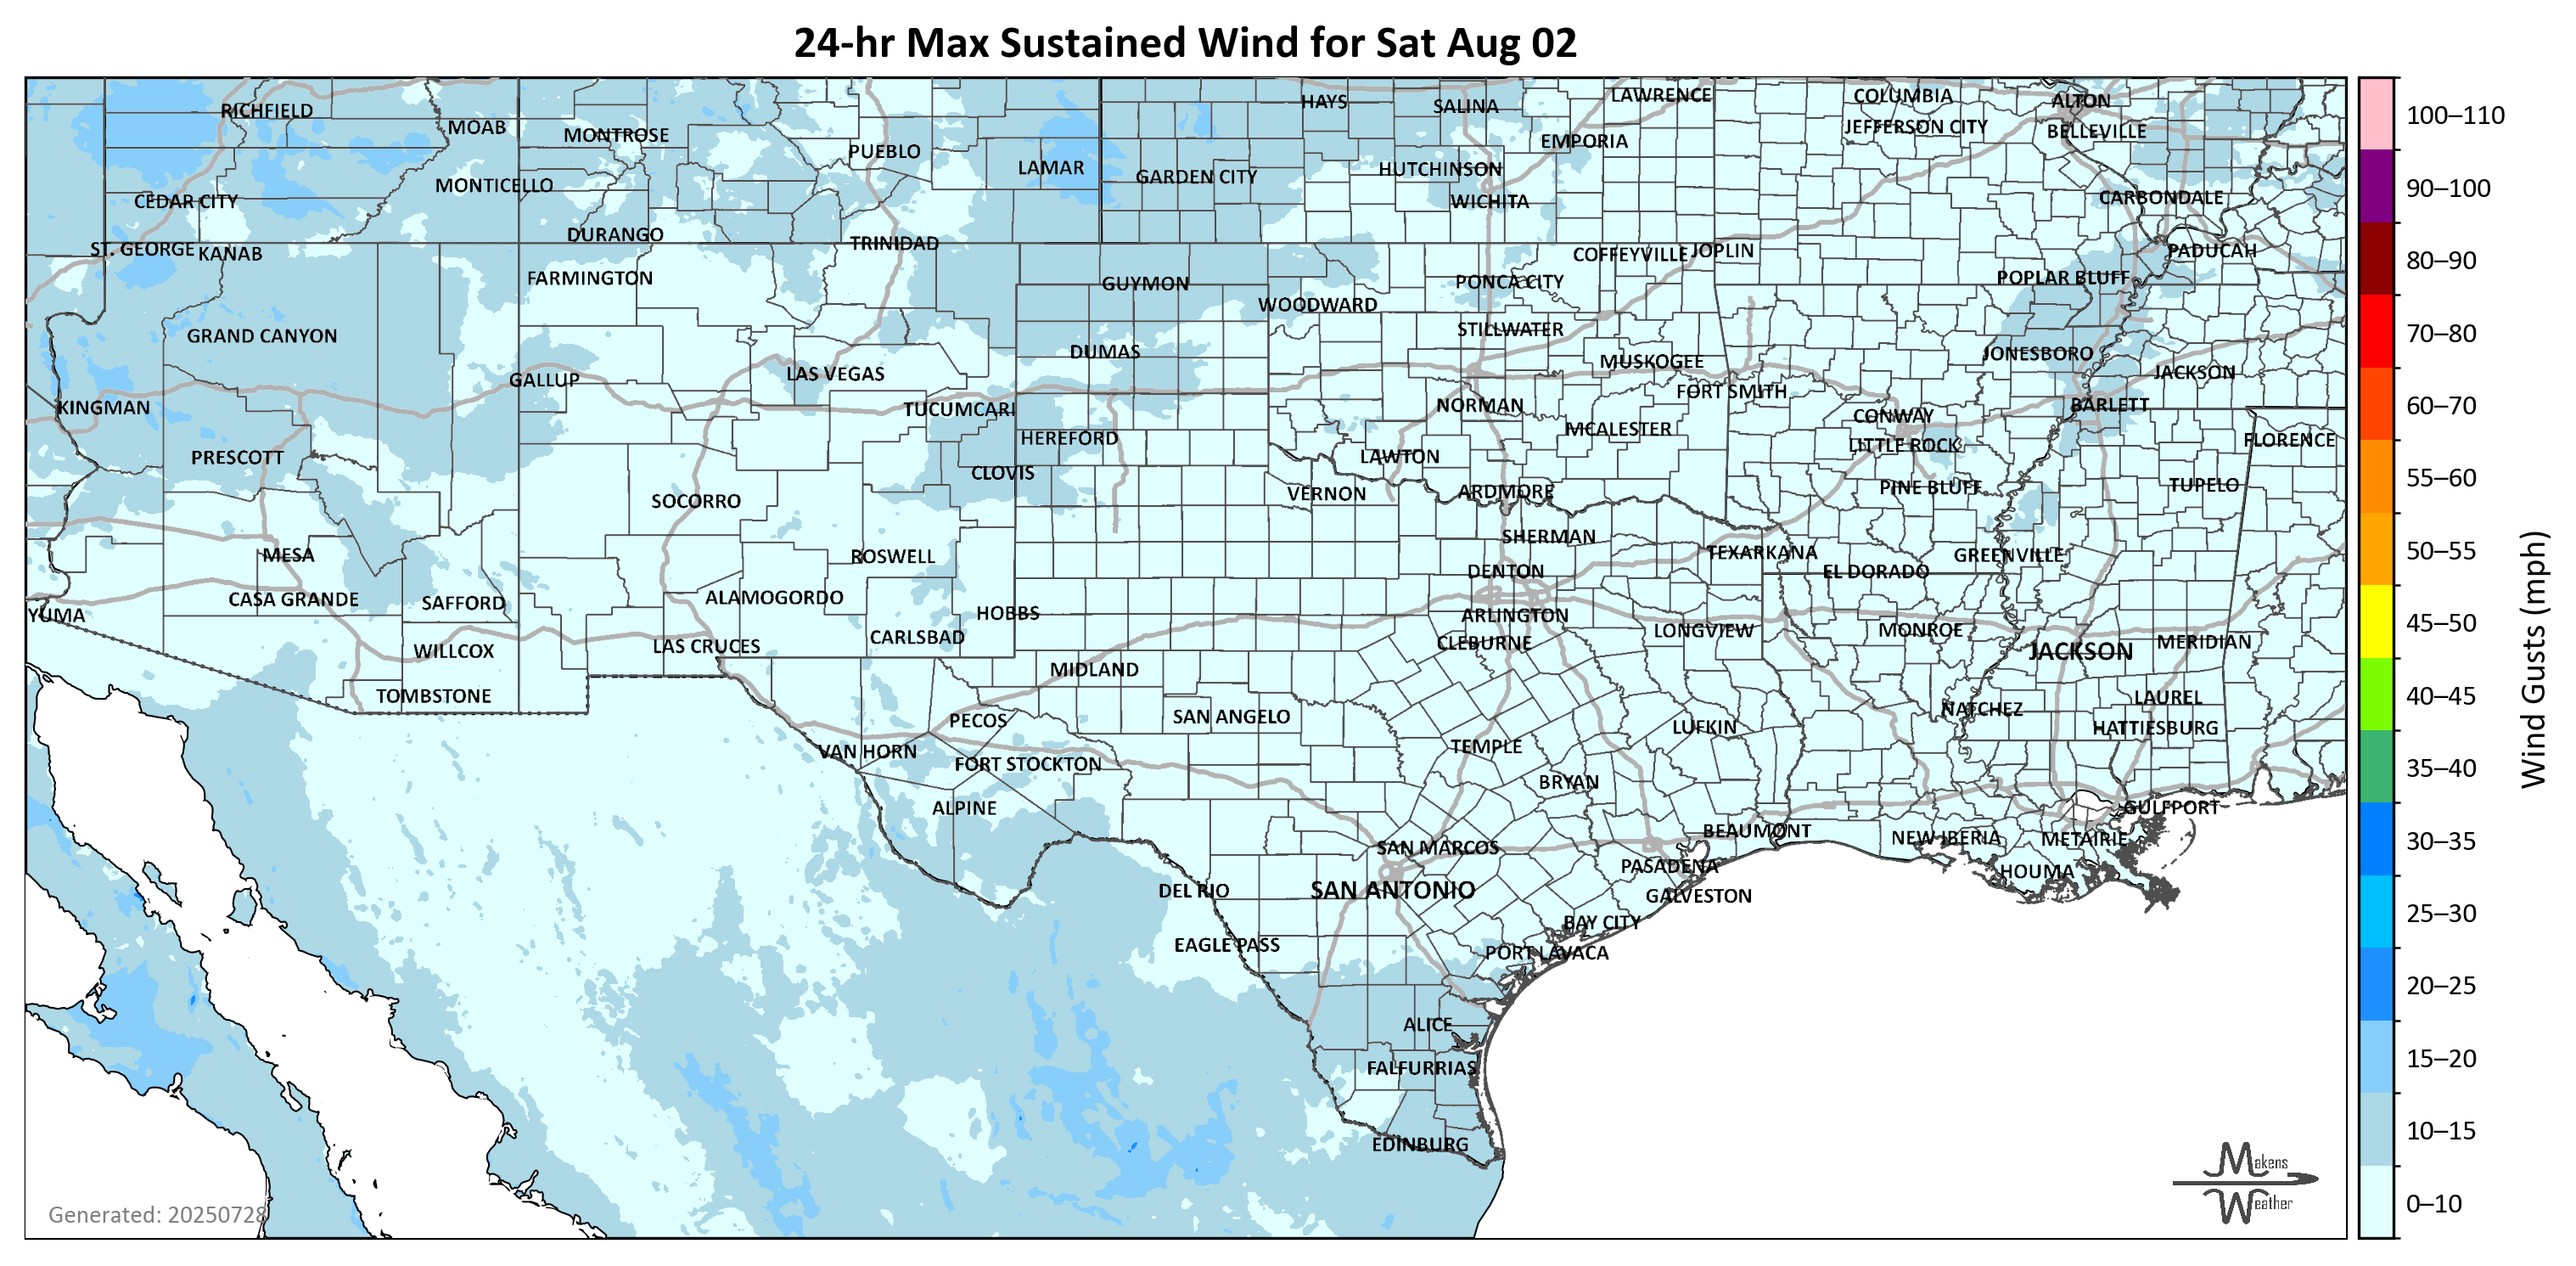 24-hr Max Sustained Wind for Sat Aug 02
RICHFIELD
MOAB
MONTROSE
PUEBLO
LAMAR
HAYS
SALINA
LAWRENCE
COLUMBIA
ALTON
JEFFERSON CITY
BELLEVILLE
EMPORIA
HUTCHINSON
GARDEN CITY
MONTICELLO
CEDAR CITY
WICHITA
CARBONDALE
DURANGO
TRINIDAD
ST. GEORGE
KANAB
COFFEYVILLE
JOPLIN
PADUCAH
FARMINGTON
GUYMON
PONCA CITY
POPLAR BLUFF
WOODWARD
GRAND CANYON
STILLWATER
DUMAS
JONESBORO
MUSKOGEE
GALLUP
LAS VEGAS
JACKSON
FORT SMITH
KINGMAN
TUCUMCARI
NORMAN
BARLETT
CONWAY
MCALESTER
HEREFORD
LITTLE ROCK
FLORENCE
PRESCOTT
LAWTON
CLOVIS
SOCORRO
VERNON
ARDMORE
PINE BLUFF
TUPELO
SHERMAN
MESA
ROSWELL
TEXARKANA
GREENVILLE
DENTON
EL DORADO
CASA GRANDE
SAFFORD
ALAMOGORDO
YUMA
HOBBS
ARLINGTON
WILLCOX
LAS CRUCES
CARLSBAD
CLEBURNE
LONGVIEW
MONROE
JACKSON
MERIDIAN
MIDLAND
TOMBSTONE
LAUREL
PECOS
SAN ANGELO
NATCHEZ
LUFKIN
HATTIESBURG
VAN HORN
TEMPLE
FORT STOCKTON
BRYAN
ALPINE
GULFPORT
BEAUMONT
NEW IBERIA
METAIRIE
SAN MARCOS
PASADENA
HOUMA
DEL RIO
SAN ANTONIO
GALVESTON
BAY CITY
EAGLE PASS
PORT LAVACA
ALICE
FALFURRIAS
EDINBURG
Generated: 20250728
Makens
Weather
100–110
90–100
80–90
70–80
60–70
55–60
50–55
45–50
40–45
35–40
30–35
25–30
20–25
15–20
10–15
0–10
Wind Gusts (mph)